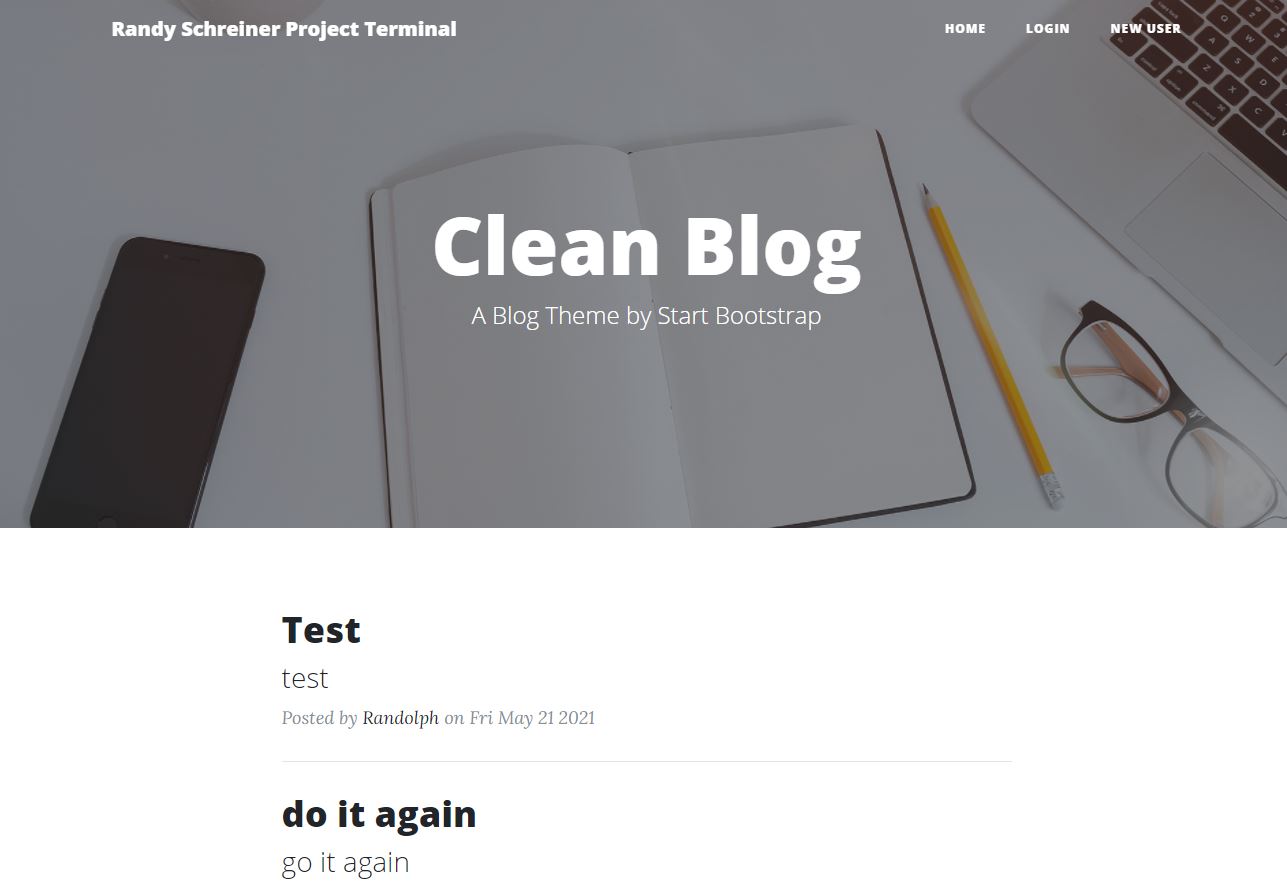 Randy Schreiner Project Terminal
HOME LOGIN NEW USER
Clean Blog
A Blog Theme by Start Bootstrap
Test
test
Posted by Randolph on Fri May 21 2021
do it again
go it again